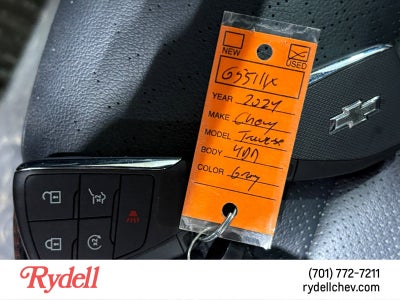 NEW
USED
G3511X
YEAR 2024
MAKE Chevy
MODEL Traverse
BODY 4DR
COLOR Gray
Rydell
(701) 772-7211
rydellchev.com